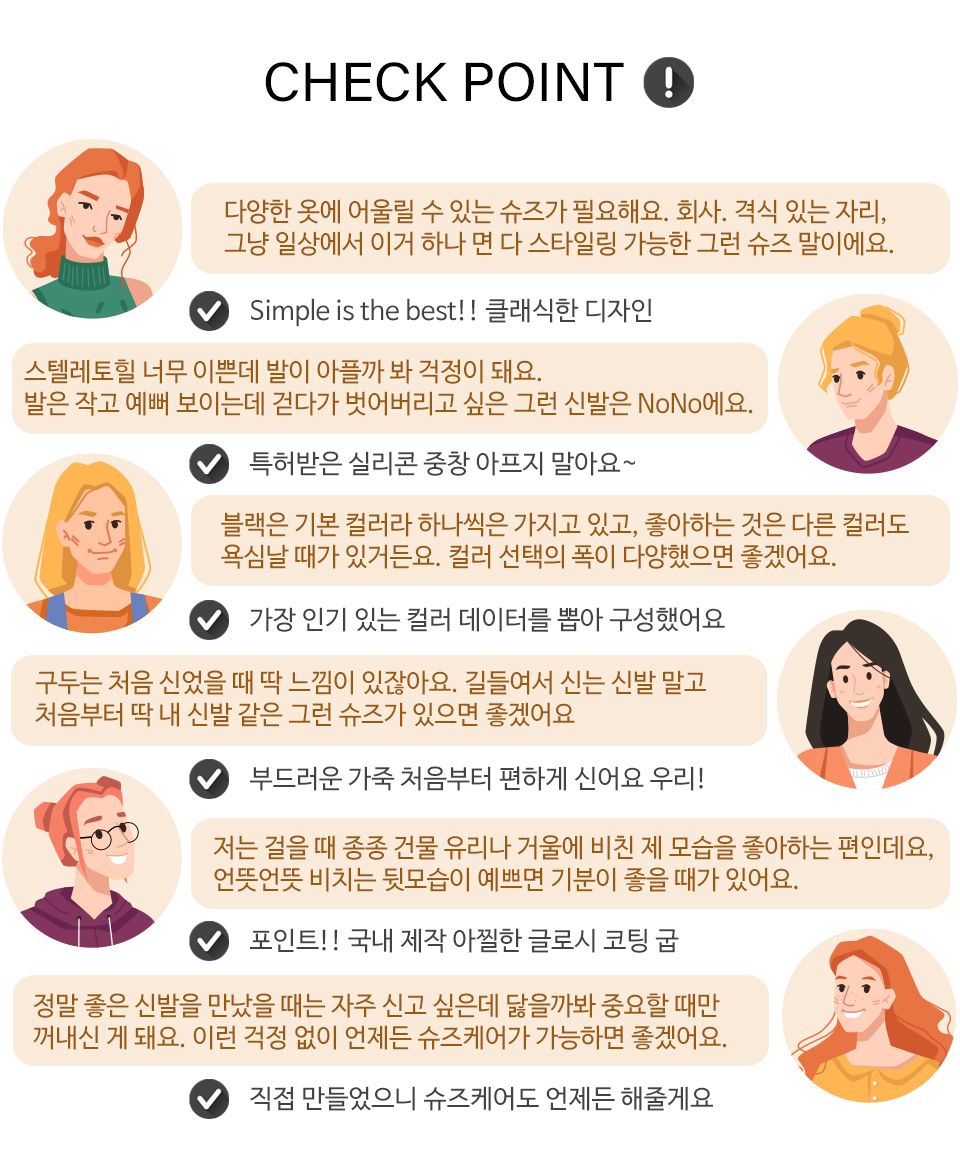 CHECK POINT !
다양한 옷에 어울릴 수 있는 슈즈가 필요해요. 회사. 격식 있는 자리,
그냥 일상에서 이거 하나 면 다 스타일링 가능한 그런 슈즈 말이에요.
Simple is the best!! 클래식한 디자인
스텔레토힐 너무 이쁜데 발이 아플까 봐 걱정이 돼요.
발은 작고 예뻐 보이는데 걷다가 벗어버리고 싶은 그런 신발은 NoNo에요.
특허받은 실리콘 중창 아프지 말아요~
블랙은 기본 컬러라 하나씩은 가지고 있고, 좋아하는 것은 다른 컬러도
욕심날 때가 있거든요. 컬러 선택의 폭이 다양했으면 좋겠어요.
가장 인기 있는 컬러 데이터를 뽑아 구성했어요
구두는 처음 신었을 때 딱 느낌이 있잖아요. 길들여서 신는 신발 말고
처음부터 딱 내 신발 같은 그런 슈즈가 있으면 좋겠어요
부드러운 가죽 처음부터 편하게 신어요 우리!
저는 걸을 때 종종 건물 유리나 거울에 비친 제 모습을 좋아하는 편인데요,
언뜻언뜻 비치는 뒷모습이 예쁘면 기분이 좋을 때가 있어요.
포인트!! 국내 제작 아찔한 글로시 코팅 굽
정말 좋은 신발을 만났을 때는 자주 신고 싶은데 닳을까봐 중요할 때만
꺼내신 게 돼요. 이런 걱정 없이 언제든 슈즈케어가 가능하면 좋겠어요.
직접 만들었으니 슈즈케어도 언제든 해줄게요